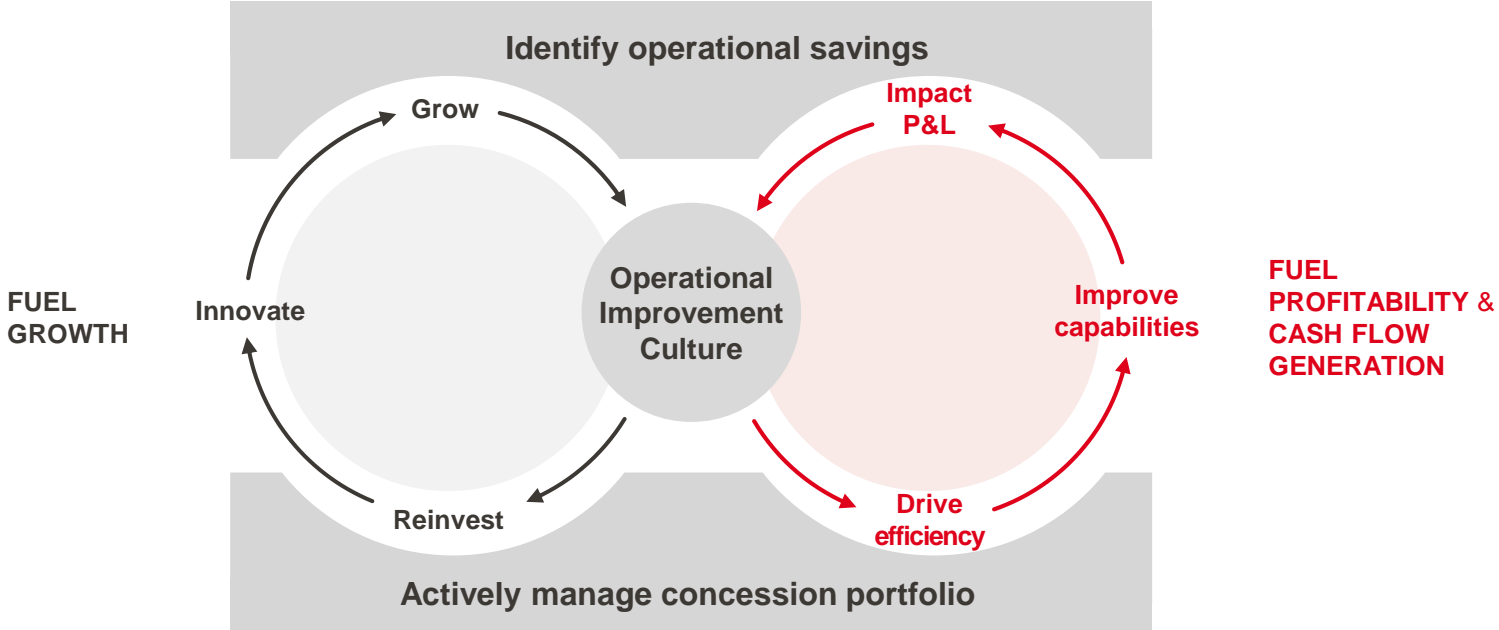 Identify operational savings
Grow
Impact
P&L
FUEL
GROWTH
Innovate
Operational
Improvement
Culture
Improve
capabilities
FUEL
PROFITABILITY &
CASH FLOW
GENERATION
Reinvest
Drive
efficiency
Actively manage concession portfolio